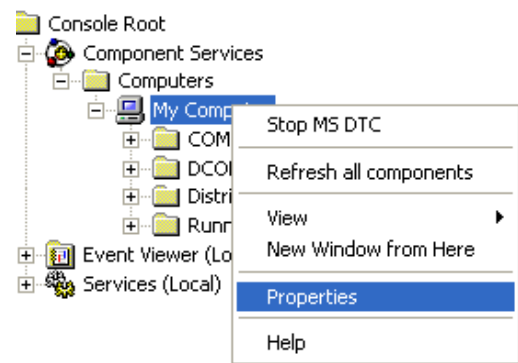 Console Root
Component Services
Computers
My Comp
COM
DCO
Distri
Runn
Event Viewer (Lo
Services (Local)
Stop MS DTC
Refresh all components
View
New Window from Here
Properties
Help